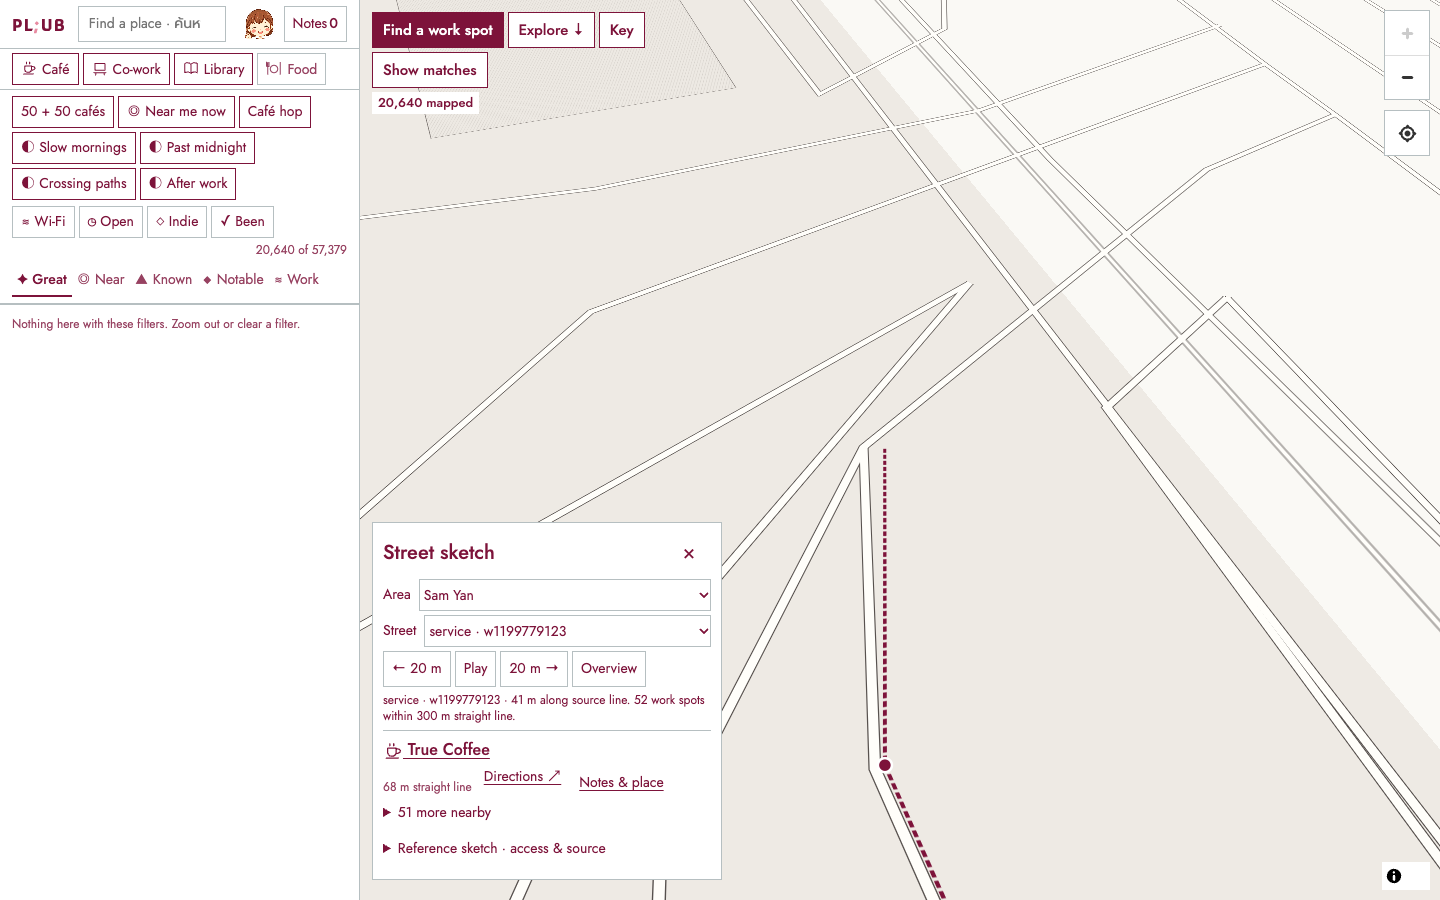 PL;UB
Find a place · ค้นห
Notes 0
Café
Co-work
Library
Food
50 + 50 cafés
Near me now
Café hop
Slow mornings
Past midnight
Crossing paths
After work
Wi-Fi
Open
Indie
Been
20,640 of 57,379
Great
Near
Known
Notable
Work
Nothing here with these filters. Zoom out or clear a filter.
Find a work spot
Explore ↓
Key
Show matches
20,640 mapped
Street sketch
Area
Sam Yan
Street
service · w1199779123
← 20 m
Play
20 m →
Overview
service · w1199779123 · 41 m along source line. 52 work spots
within 300 m straight line.
True Coffee
68 m straight line
Directions ↗
Notes & place
51 more nearby
Reference sketch · access & source